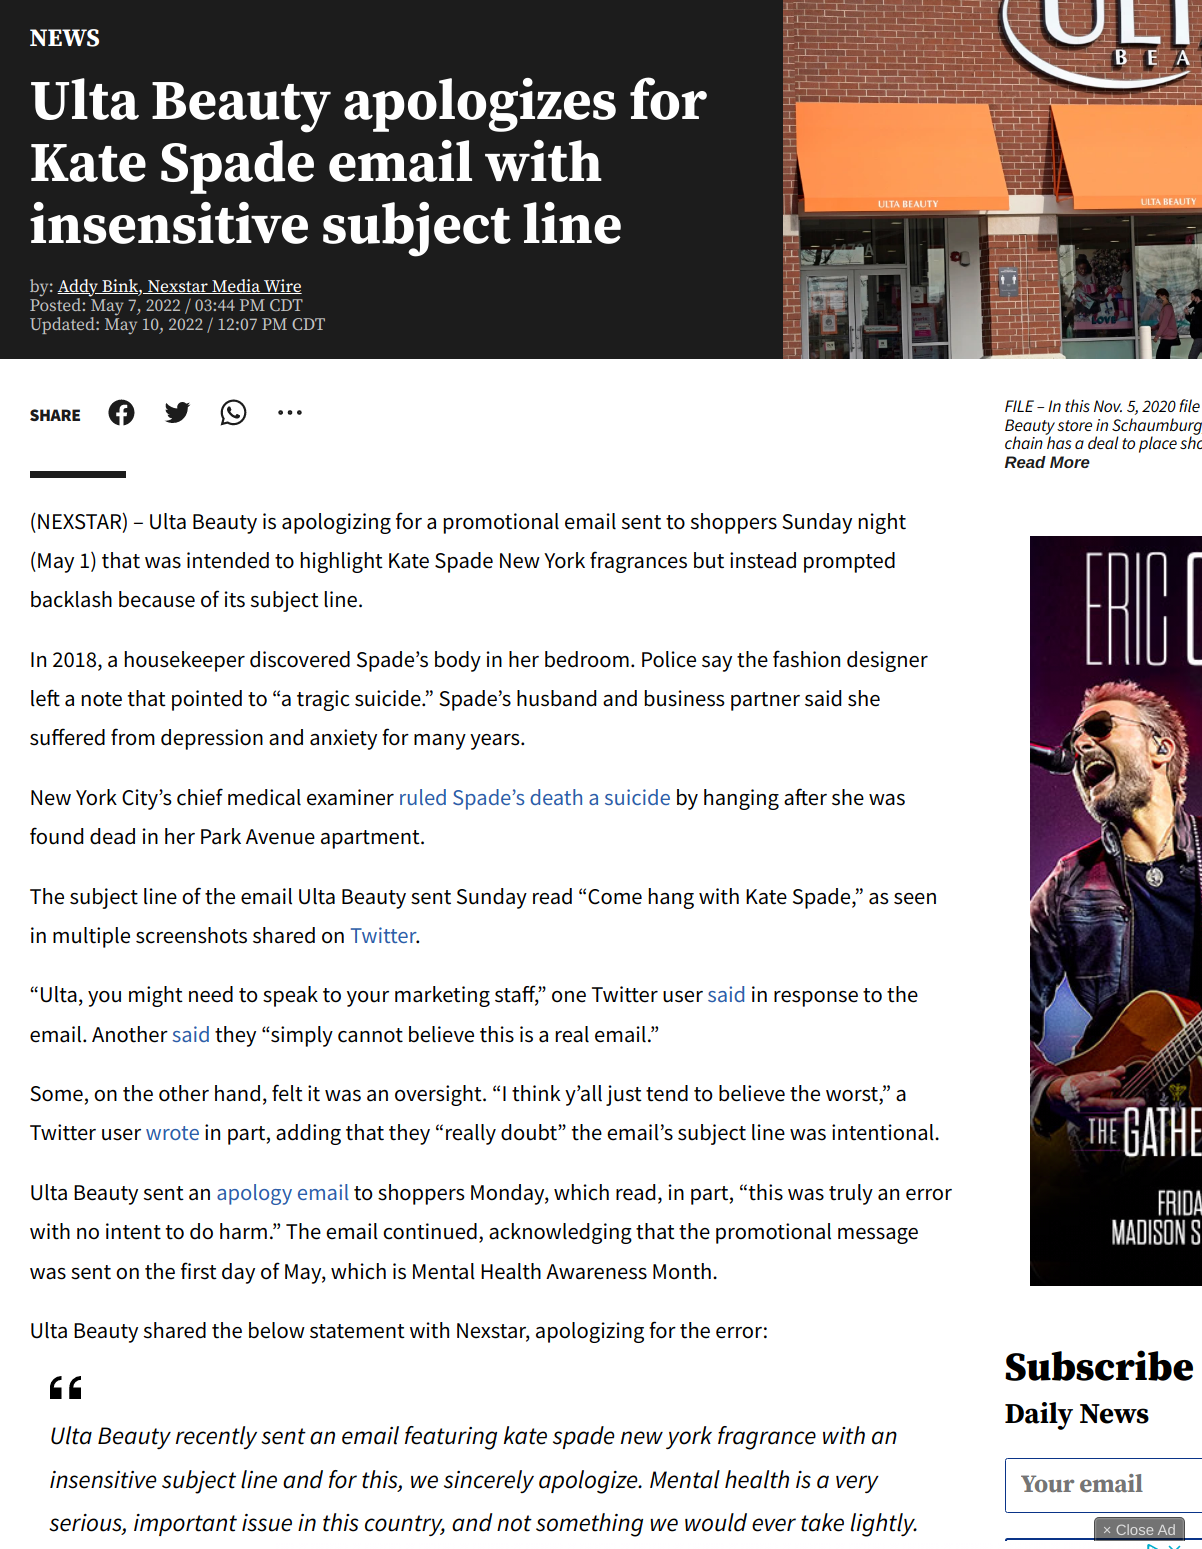 NEWS
Ulta Beauty apologizes for
Kate Spade email with
insensitive subject line
by: Addy Bink, Nexstar Media Wire
Posted: May 7, 2022 / 03:44 PM CDT
Updated: May 10, 2022 / 12:07 PM CDT
ULTA BEAUTY
ULTA BEAUTY
LOVE
SHARE
FILE – In this Nov. 5, 2020 file
Beauty store in Schaumburg
chain has a deal to place sho
Read More
(NEXSTAR) – Ulta Beauty is apologizing for a promotional email sent to shoppers Sunday night
(May 1) that was intended to highlight Kate Spade New York fragrances but instead prompted
backlash because of its subject line.
In 2018, a housekeeper discovered Spade’s body in her bedroom. Police say the fashion designer
left a note that pointed to “a tragic suicide.” Spade’s husband and business partner said she
suffered from depression and anxiety for many years.
New York City’s chief medical examiner ruled Spade’s death a suicide by hanging after she was
found dead in her Park Avenue apartment.
The subject line of the email Ulta Beauty sent Sunday read “Come hang with Kate Spade,” as seen
in multiple screenshots shared on Twitter.
“Ulta, you might need to speak to your marketing staff,” one Twitter user said in response to the
email. Another said they “simply cannot believe this is a real email.”
Some, on the other hand, felt it was an oversight. “I think y’all just tend to believe the worst,” a
Twitter user wrote in part, adding that they “really doubt” the email’s subject line was intentional.
Ulta Beauty sent an apology email to shoppers Monday, which read, in part, “this was truly an error
with no intent to do harm.” The email continued, acknowledging that the promotional message
was sent on the first day of May, which is Mental Health Awareness Month.
Ulta Beauty shared the below statement with Nexstar, apologizing for the error:
“
Ulta Beauty recently sent an email featuring kate spade new york fragrance with an
insensitive subject line and for this, we sincerely apologize. Mental health is a very
serious, important issue in this country, and not something we would ever take lightly.
ERIC C
THE GATHE
FRIDA
MADISON S
Subscribe
Daily News
Your email
× Close Ad